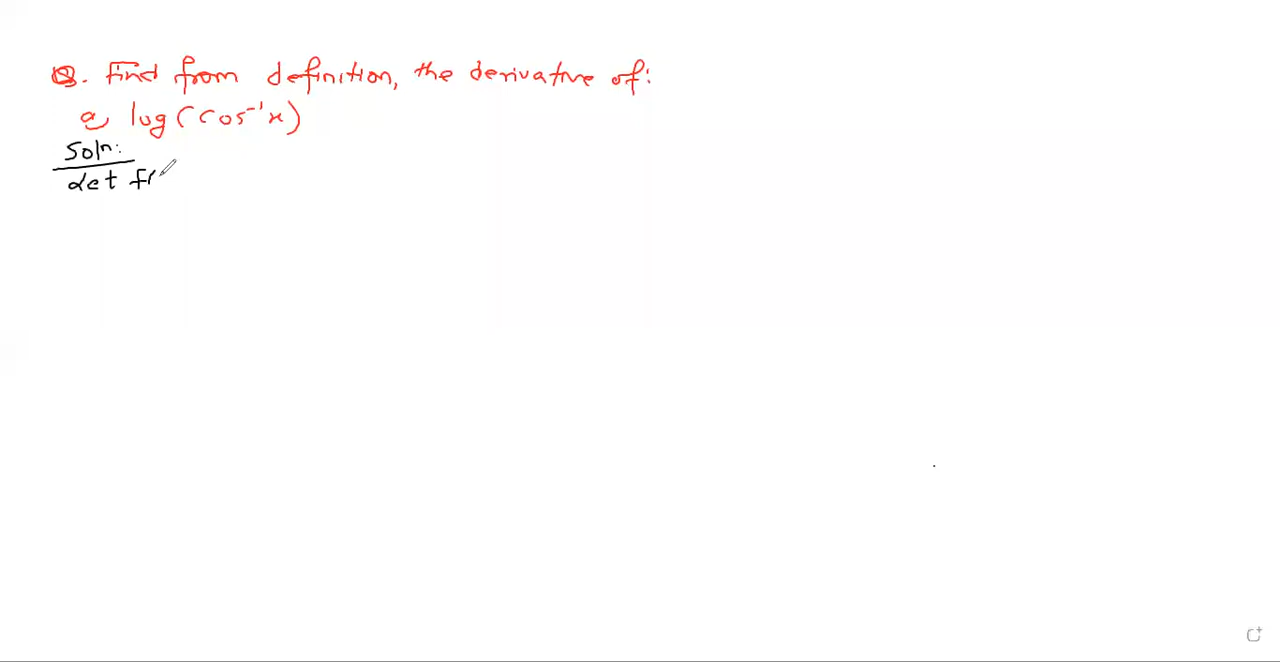 Q. Find from definition, the derivative of:
a, log(cos⁻¹x)
Soln:
Let f(